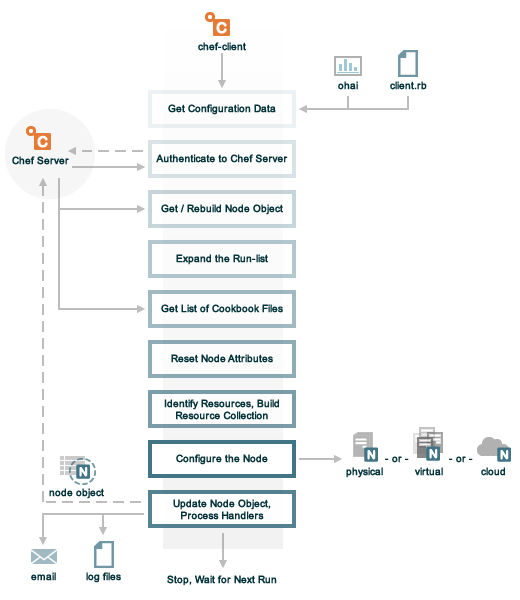 chef-client
ohai
client.rb
Get Configuration Data
Chef Server
Authenticate to Chef Server
Get / Rebuild Node Object
Expand the Run-list
Get List of Cookbook Files
Reset Node Attributes
Identify Resources, Build
Resource Collection
Configure the Node
N
- or -
N
- or -
N
physical
virtual
cloud
N
node object
Update Node Object,
Process Handlers
email
log files
Stop, Wait for Next Run